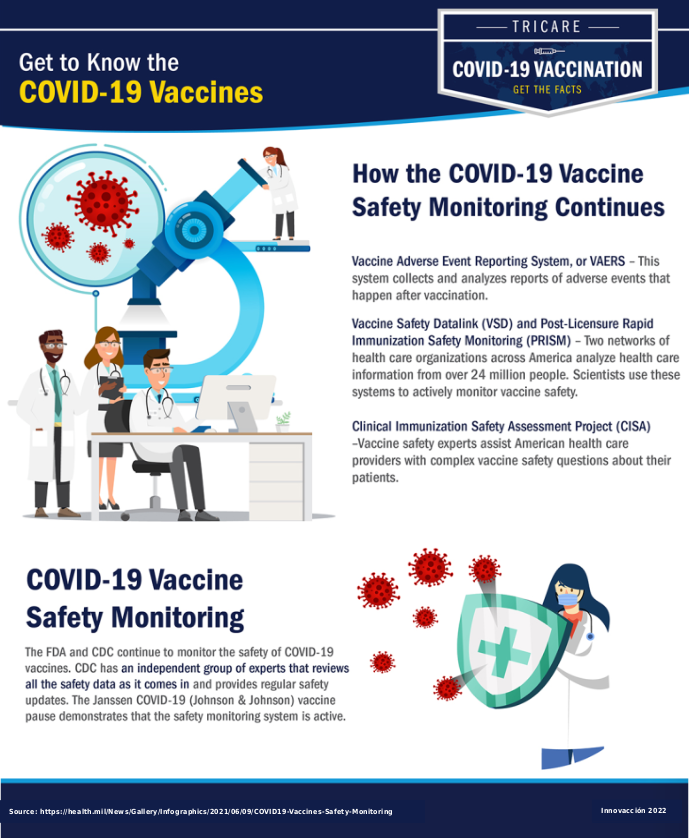 Get to Know the
COVID-19 Vaccines
TRICARE
COVID-19 VACCINATION
GET THE FACTS
How the COVID-19 Vaccine
Safety Monitoring Continues
Vaccine Adverse Event Reporting System, or VAERS – This
system collects and analyzes reports of adverse events that
happen after vaccination.
Vaccine Safety Datalink (VSD) and Post-Licensure Rapid
Immunization Safety Monitoring (PRISM) – Two networks of
health care organizations across America analyze health care
information from over 24 million people. Scientists use these
systems to actively monitor vaccine safety.
Clinical Immunization Safety Assessment Project (CISA)
–Vaccine safety experts assist American health care
providers with complex vaccine safety questions about their
patients.
COVID-19 Vaccine
Safety Monitoring
The FDA and CDC continue to monitor the safety of COVID-19
vaccines. CDC has an independent group of experts that reviews
all the safety data as it comes in and provides regular safety
updates. The Janssen COVID-19 (Johnson & Johnson) vaccine
pause demonstrates that the safety monitoring system is active.
Source: https://health.mil/News/Gallery/Infographics/2021/06/09/COVID19-Vaccines-Safety-Monitoring
Innovacción 2022